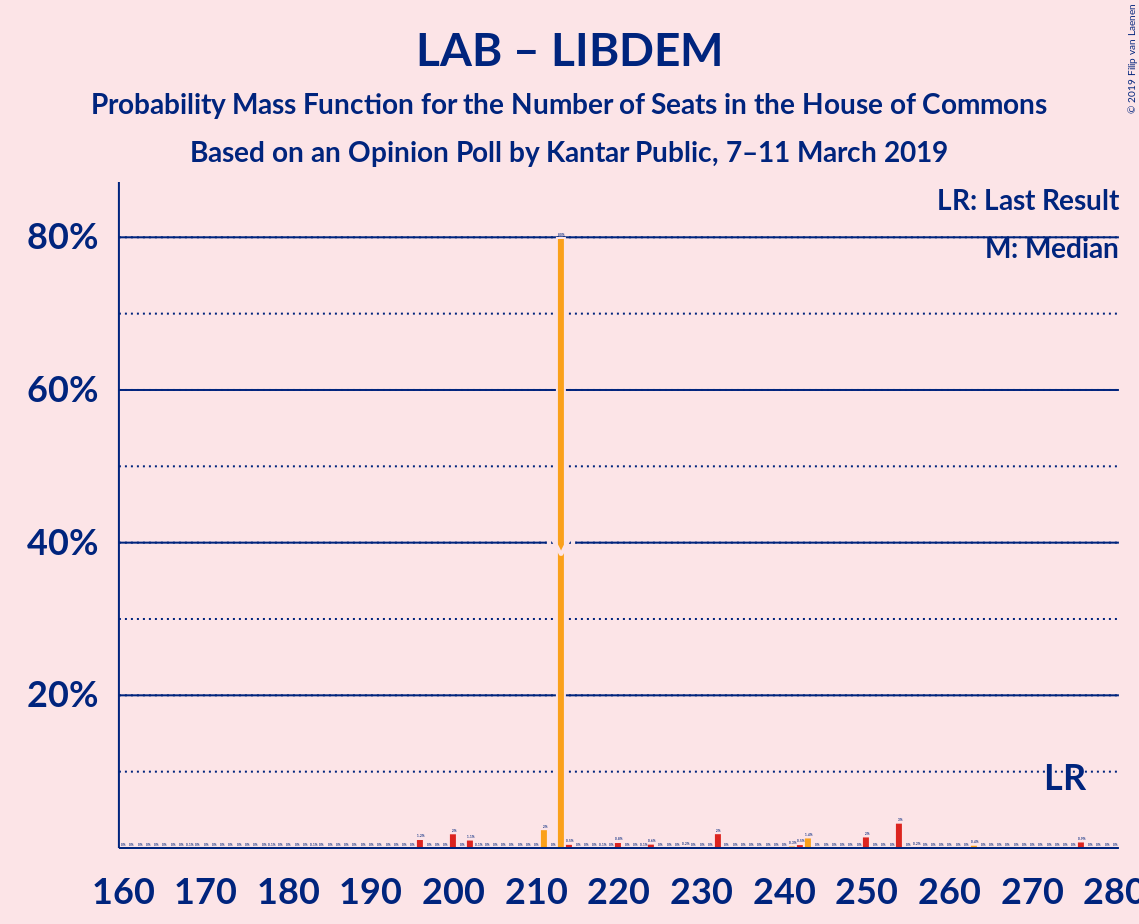 © 2019 Filip van Laenen
LAB – LIBDEM
Probability Mass Function for the Number of Seats in the House of Commons
Based on an Opinion Poll by Kantar Public, 7–11 March 2019
LR: Last Result
M: Median
80%
60%
40%
20%
M
LR
160 170 180 190 200 210 220 230 240 250 260 270 280